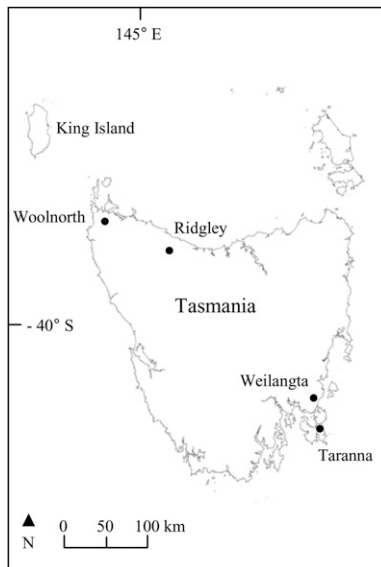 145° E
King Island
Woolnorth
Ridgley
Tasmania
- 40° S
Weilangta
Taranna
N
0 50 100 km